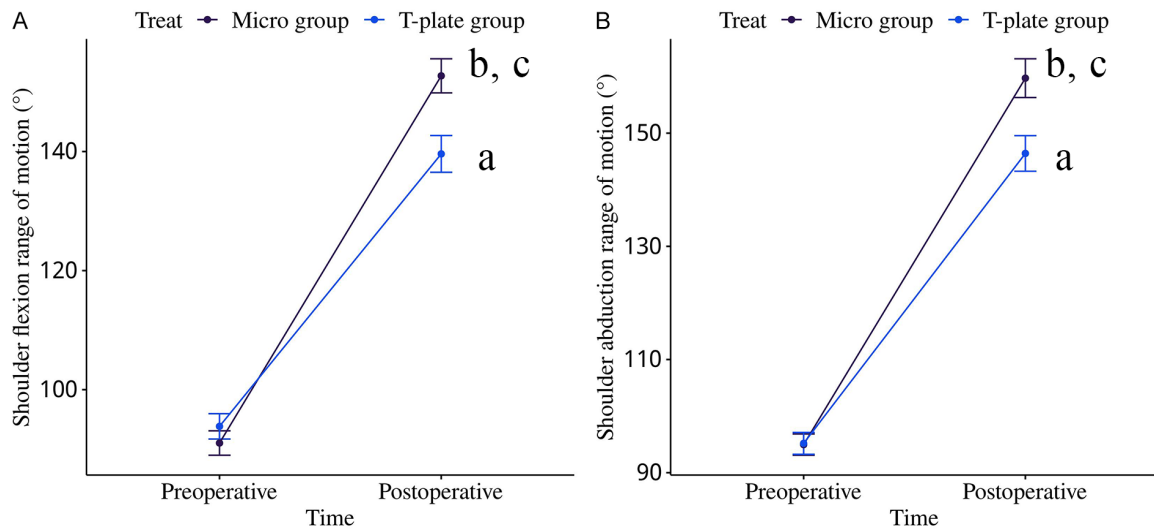 A
Treat Micro group T-plate group
Shoulder flexion range of motion (°)
140
120
100
b, c
a
Preoperative Postoperative
Time
B
Treat Micro group T-plate group
Shoulder abduction range of motion (°)
150
130
110
90
b, c
a
Preoperative Postoperative
Time